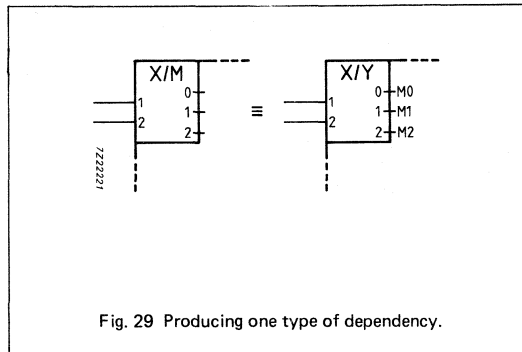 X/M X/Y
0 0 M0
1 1 ≡ 1 1 M1
2 2 2 2 M2
7Z22221
Fig. 29 Producing one type of dependency.